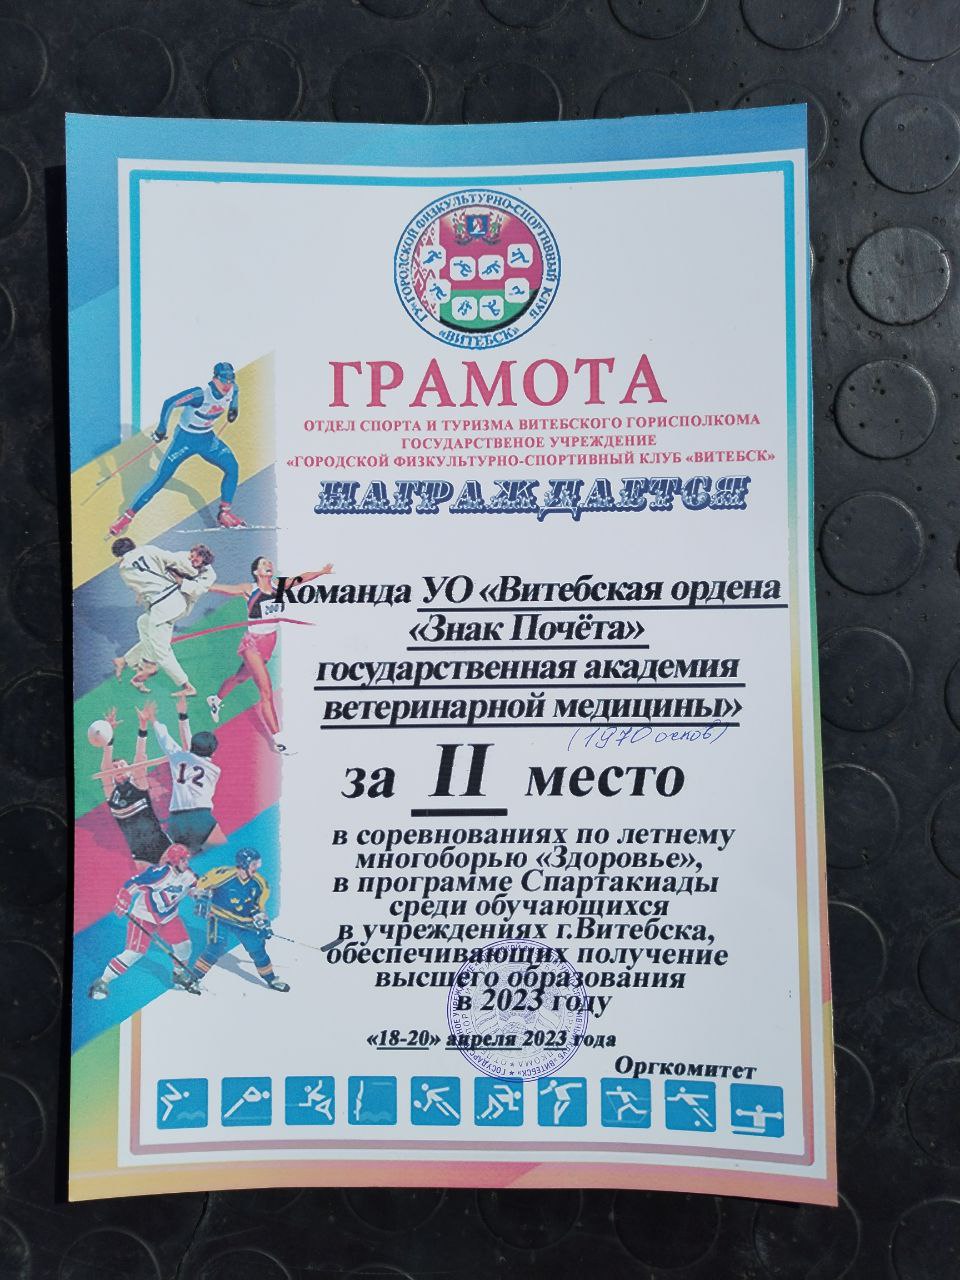 ГУ «ГОРОДСКОЙ ФИЗКУЛЬТУРНО-СПОРТИВНЫЙ КЛУБ
«ВИТЕБСК»
ГРАМОТА
ОТДЕЛ СПОРТА И ТУРИЗМА ВИТЕБСКОГО ГОРИСПОЛКОМА
ГОСУДАРСТВЕНОЕ УЧРЕЖДЕНИЕ
«ГОРОДСКОЙ ФИЗКУЛЬТУРНО-СПОРТИВНЫЙ КЛУБ «ВИТЕБСК»
НАГРАЖДАЕТСЯ
Команда УО «Витебская ордена
«Знак Почёта»
государственная академия
ветеринарной медицины»
(1970 очков)
за II место
12
в соревнованиях по летнему
многоборью «Здоровье»,
в программе Спартакиады
среди обучающихся
в учреждениях г.Витебска,
обеспечивающих получение
высшего образования
в 2023 году
«18-20» апреля 2023 года
Оргкомитет